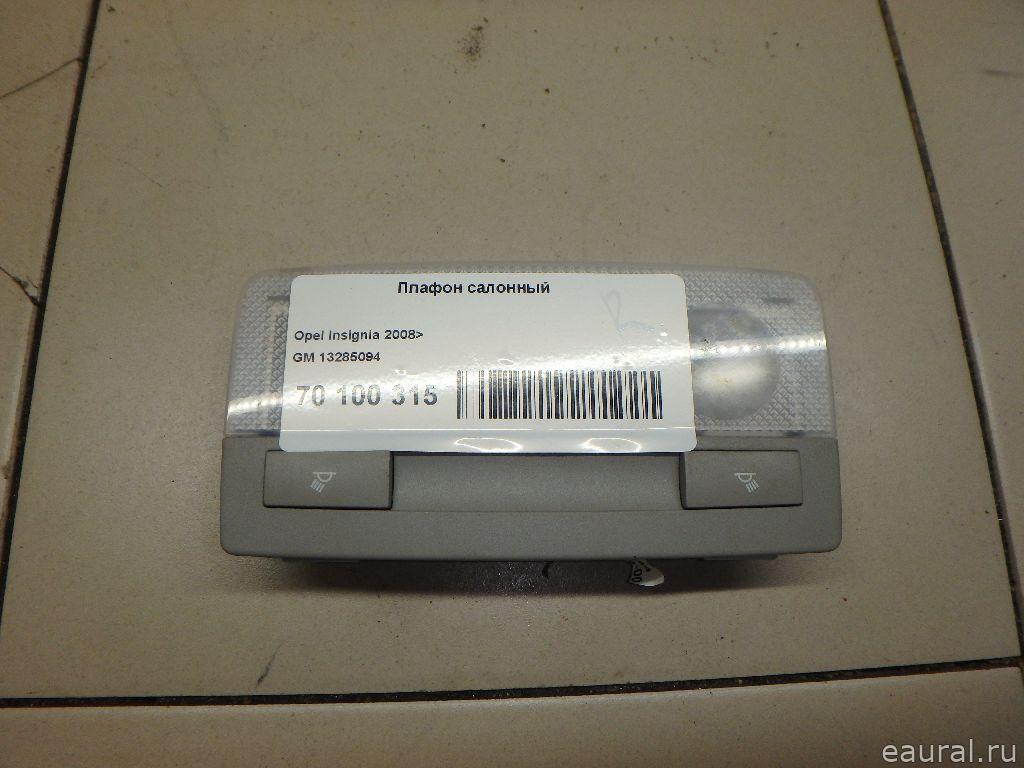 Плафон салонный
Opel Insignia 2008>
GM 13285094
70 100 315
eaural.ru